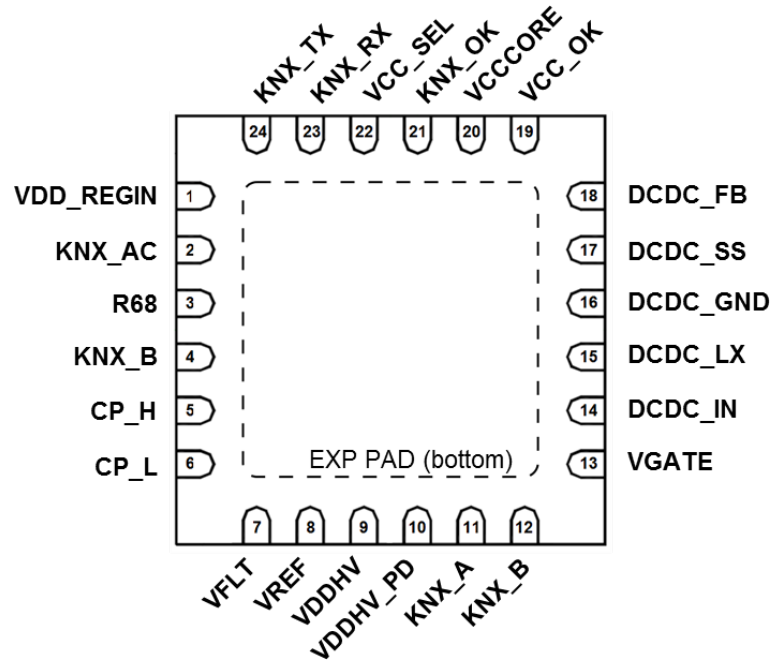 KNX_TX
KNX_RX
VCC_SEL
KNX_OK
VCCCORE
VCC_OK
24 23 22 21 20 19
VDD_REGIN 1 18 DCDC_FB
KNX_AC 2 17 DCDC_SS
R68 3 16 DCDC_GND
KNX_B 4 15 DCDC_LX
CP_H 5 14 DCDC_IN
CP_L 6 13 VGATE
EXP PAD (bottom)
7 8 9 10 11 12
VFLT
VREF
VDDHV
VDDHV_PD
KNX_A
KNX_B